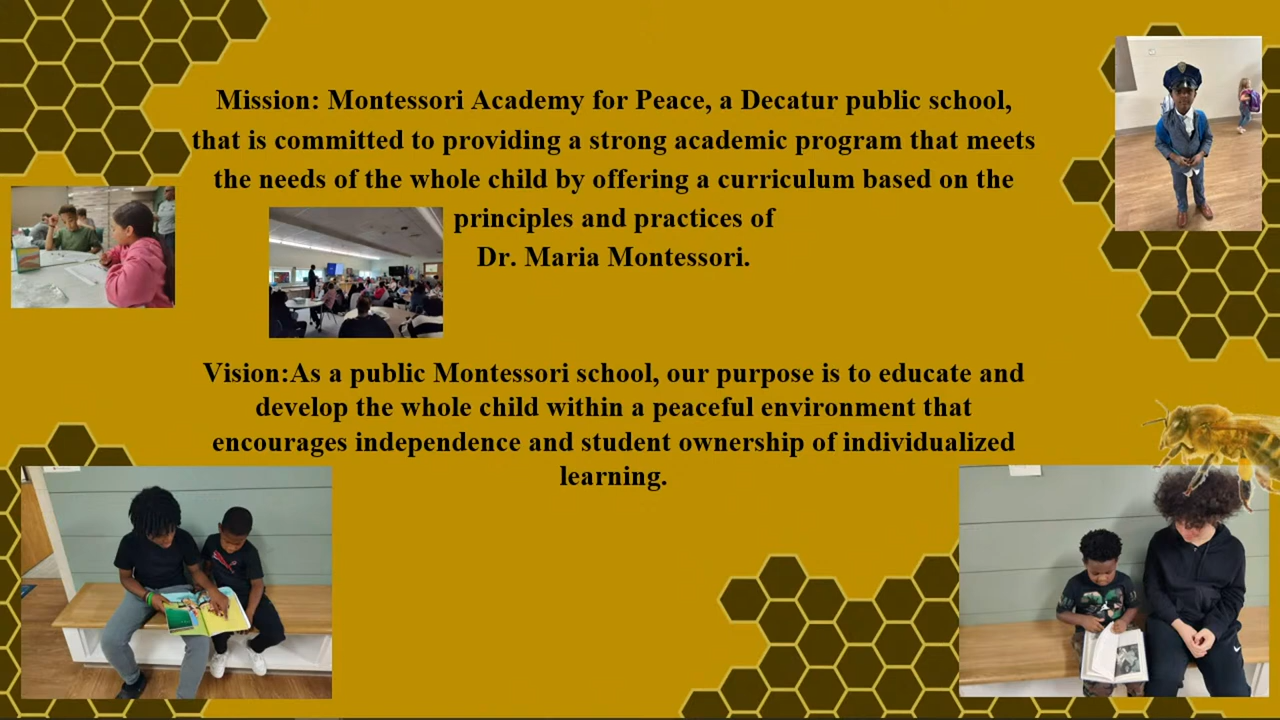 Mission: Montessori Academy for Peace, a Decatur public school,
that is committed to providing a strong academic program that meets
the needs of the whole child by offering a curriculum based on the
principles and practices of
Dr. Maria Montessori.
Vision:As a public Montessori school, our purpose is to educate and
develop the whole child within a peaceful environment that
encourages independence and student ownership of individualized
learning.